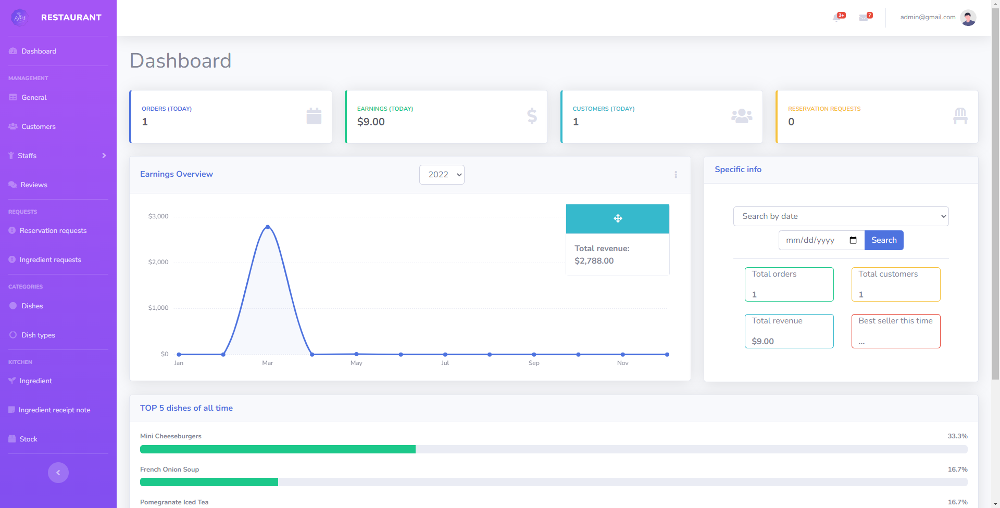 RESTAURANT
3+
7
admin@gmail.com
Dashboard
MANAGEMENT
General
Customers
Staffs
Reviews
REQUESTS
Reservation requests
Ingredient requests
CATEGORIES
Dishes
Dish types
KITCHEN
Ingredient
Ingredient receipt note
Stock
Dashboard
ORDERS (TODAY)
1
EARNINGS (TODAY)
$9.00
CUSTOMERS (TODAY)
1
RESERVATION REQUESTS
0
Earnings Overview
2022
$3,000
$2,000
$1,000
$0
Jan Mar May Jul Sep Nov
Total revenue:
$2,788.00
Specific info
Search by date
mm/dd/yyyy Search
Total orders
1
Total customers
1
Total revenue
$9.00
Best seller this time
...
TOP 5 dishes of all time
Mini Cheeseburgers 33.3%
French Onion Soup 16.7%
Pomegranate Iced Tea 16.7%